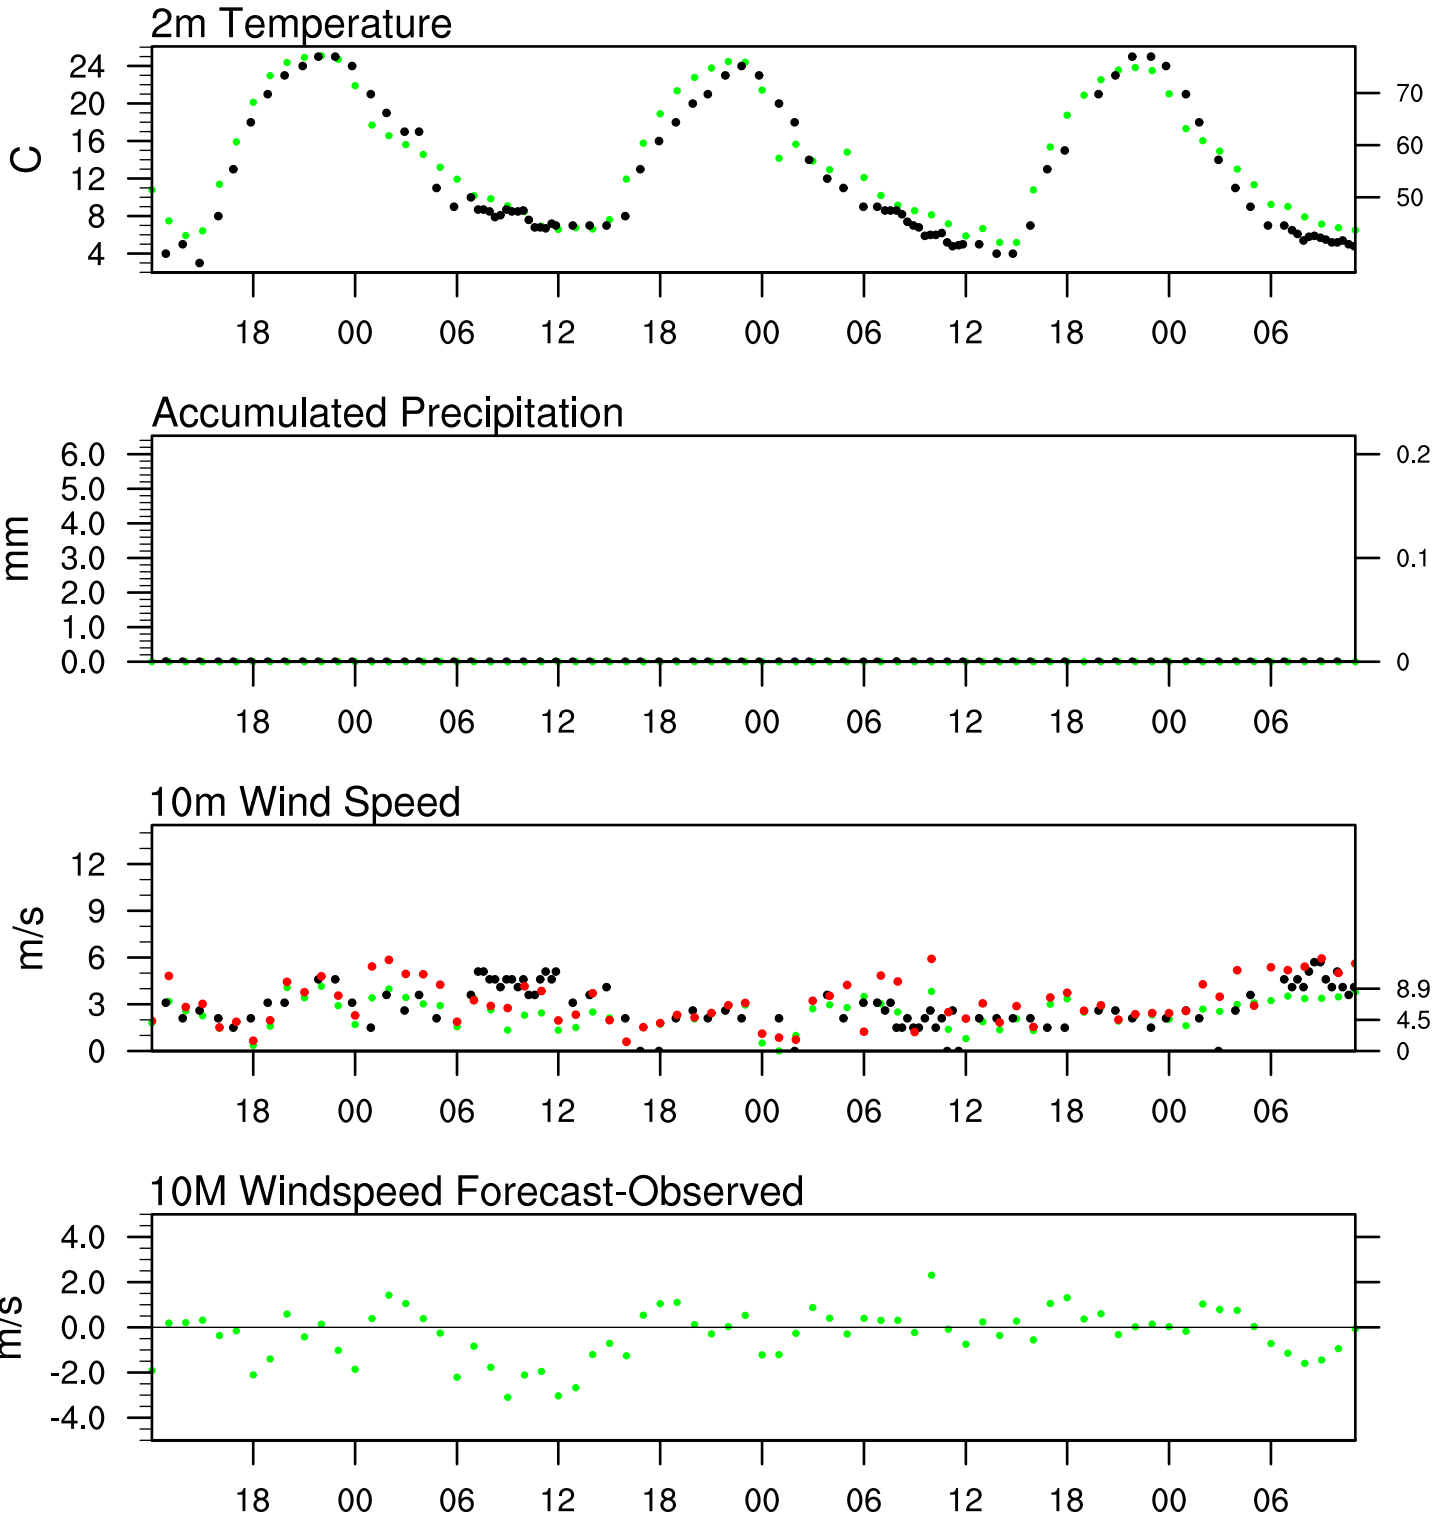 2m Temperature
24
20
16
12
8
4
C
70
60
50
18 00 06 12 18 00 06 12 18 00 06
Accumulated Precipitation
6.0
5.0
4.0
3.0
2.0
1.0
0.0
mm
0.2
0.1
0
18 00 06 12 18 00 06 12 18 00 06
10m Wind Speed
12
9
6
3
0
m/s
8.9
4.5
0
18 00 06 12 18 00 06 12 18 00 06
10M Windspeed Forecast-Observed
4.0
2.0
0.0
-2.0
-4.0
m/s
18 00 06 12 18 00 06 12 18 00 06